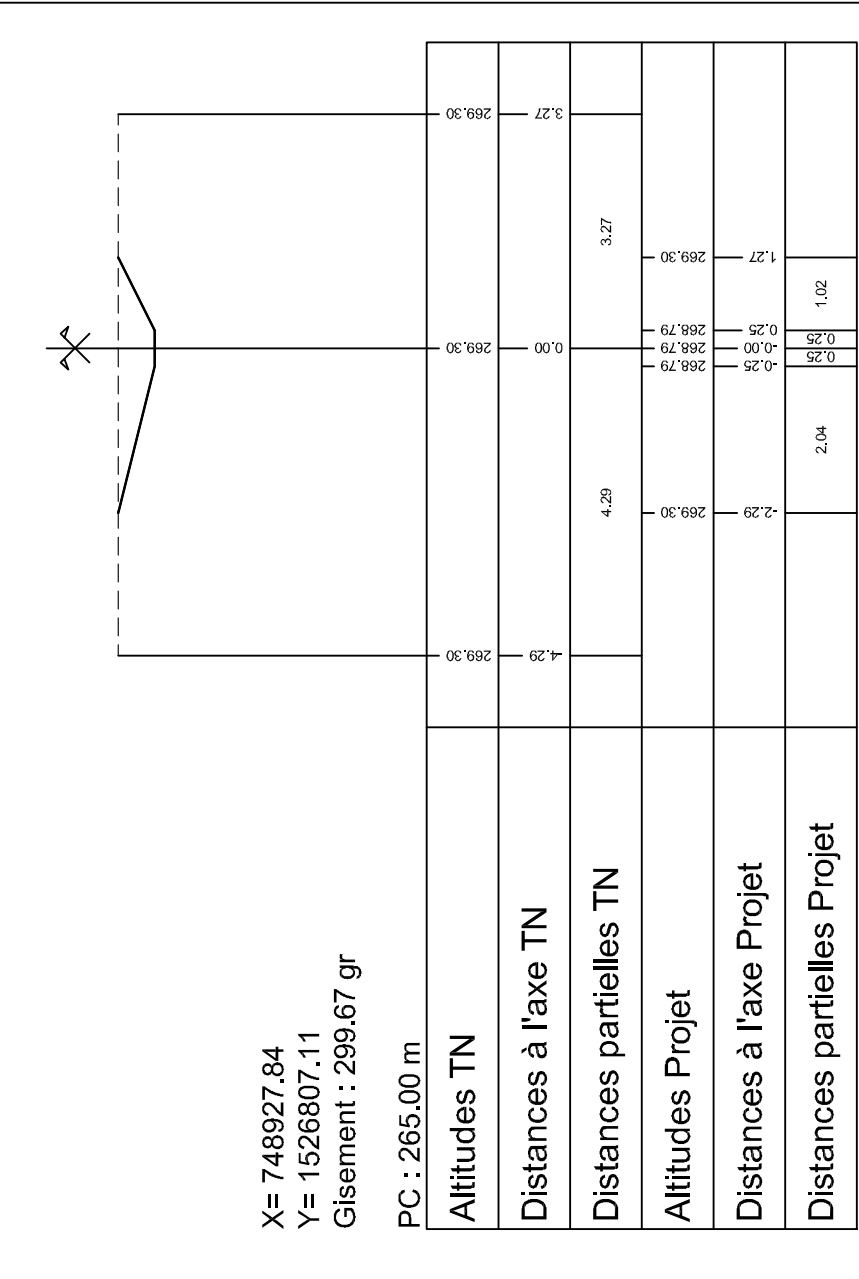 X= 748927.84
Y= 1526807.11
Gisement : 299.67 gr
PC : 265.00 m
Altitudes TN
269.30
269.30
269.30
Distances à l'axe TN
-4.29
0.00
3.27
Distances partielles TN
4.29
3.27
Altitudes Projet
269.30
268.79
268.79
268.79
269.30
Distances à l'axe Projet
-2.29
-0.25
-0.00
0.25
1.27
Distances partielles Projet
2.04
0.25
0.25
1.02